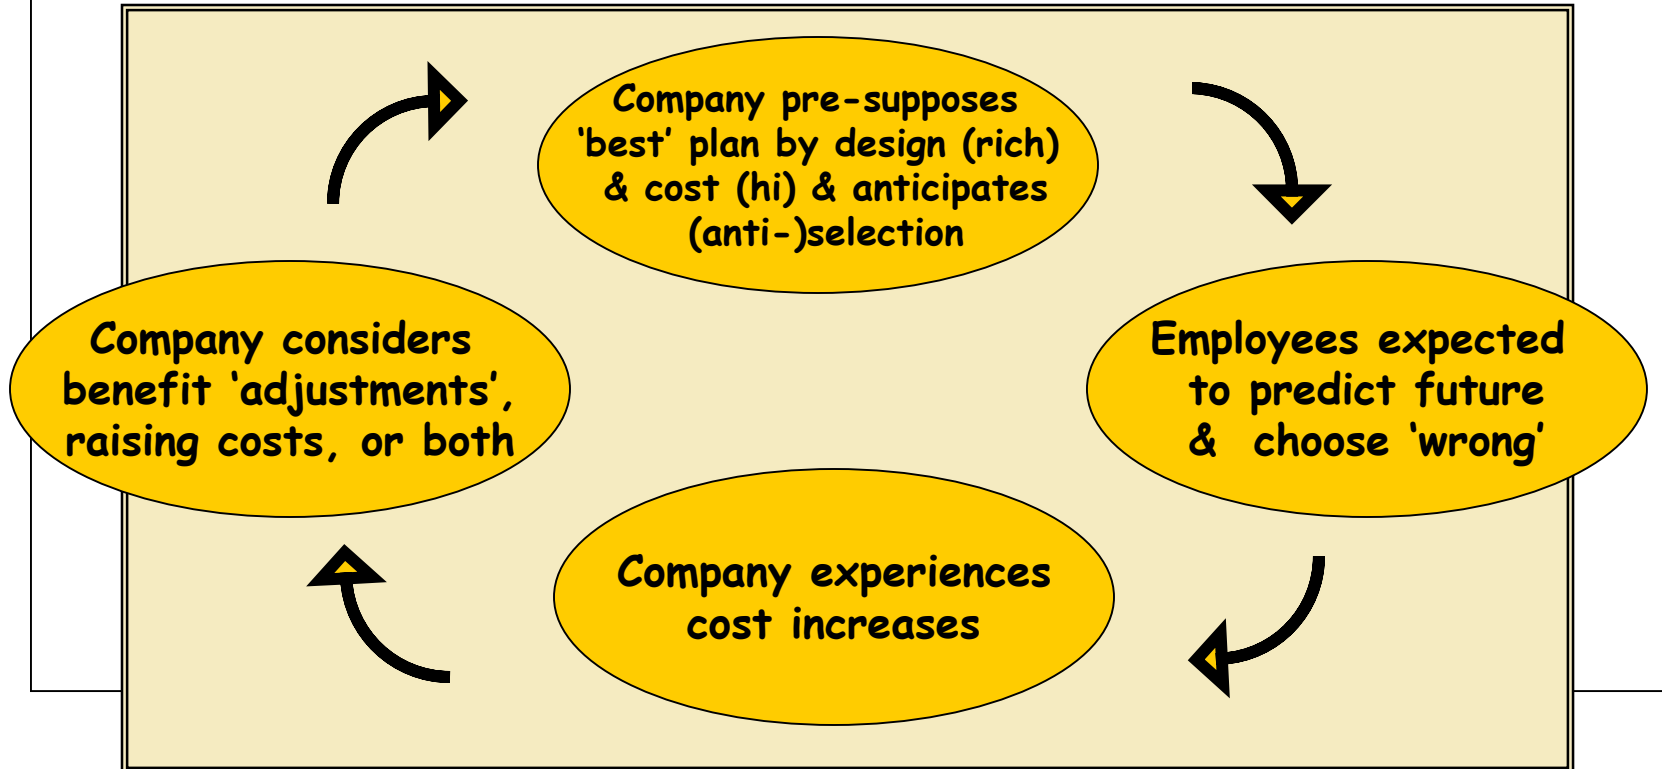 Company pre-supposes
‘best’ plan by design (rich)
& cost (hi) & anticipates
(anti-)selection
Employees expected
to predict future
& choose ‘wrong’
Company experiences
cost increases
Company considers
benefit ‘adjustments’,
raising costs, or both